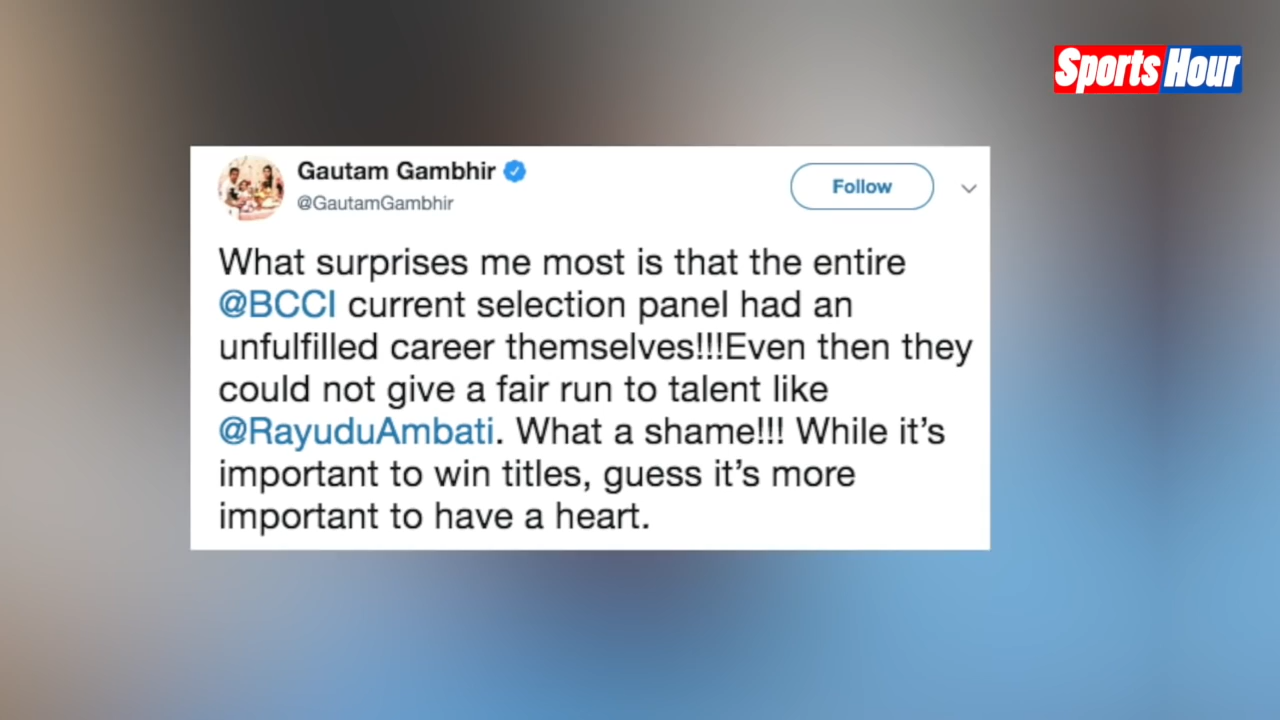 Sports Hour
Gautam Gambhir
@GautamGambhir
Follow
What surprises me most is that the entire
@BCCI current selection panel had an
unfulfilled career themselves!!!Even then they
could not give a fair run to talent like
@RayuduAmbati. What a shame!!! While it’s
important to win titles, guess it’s more
important to have a heart.